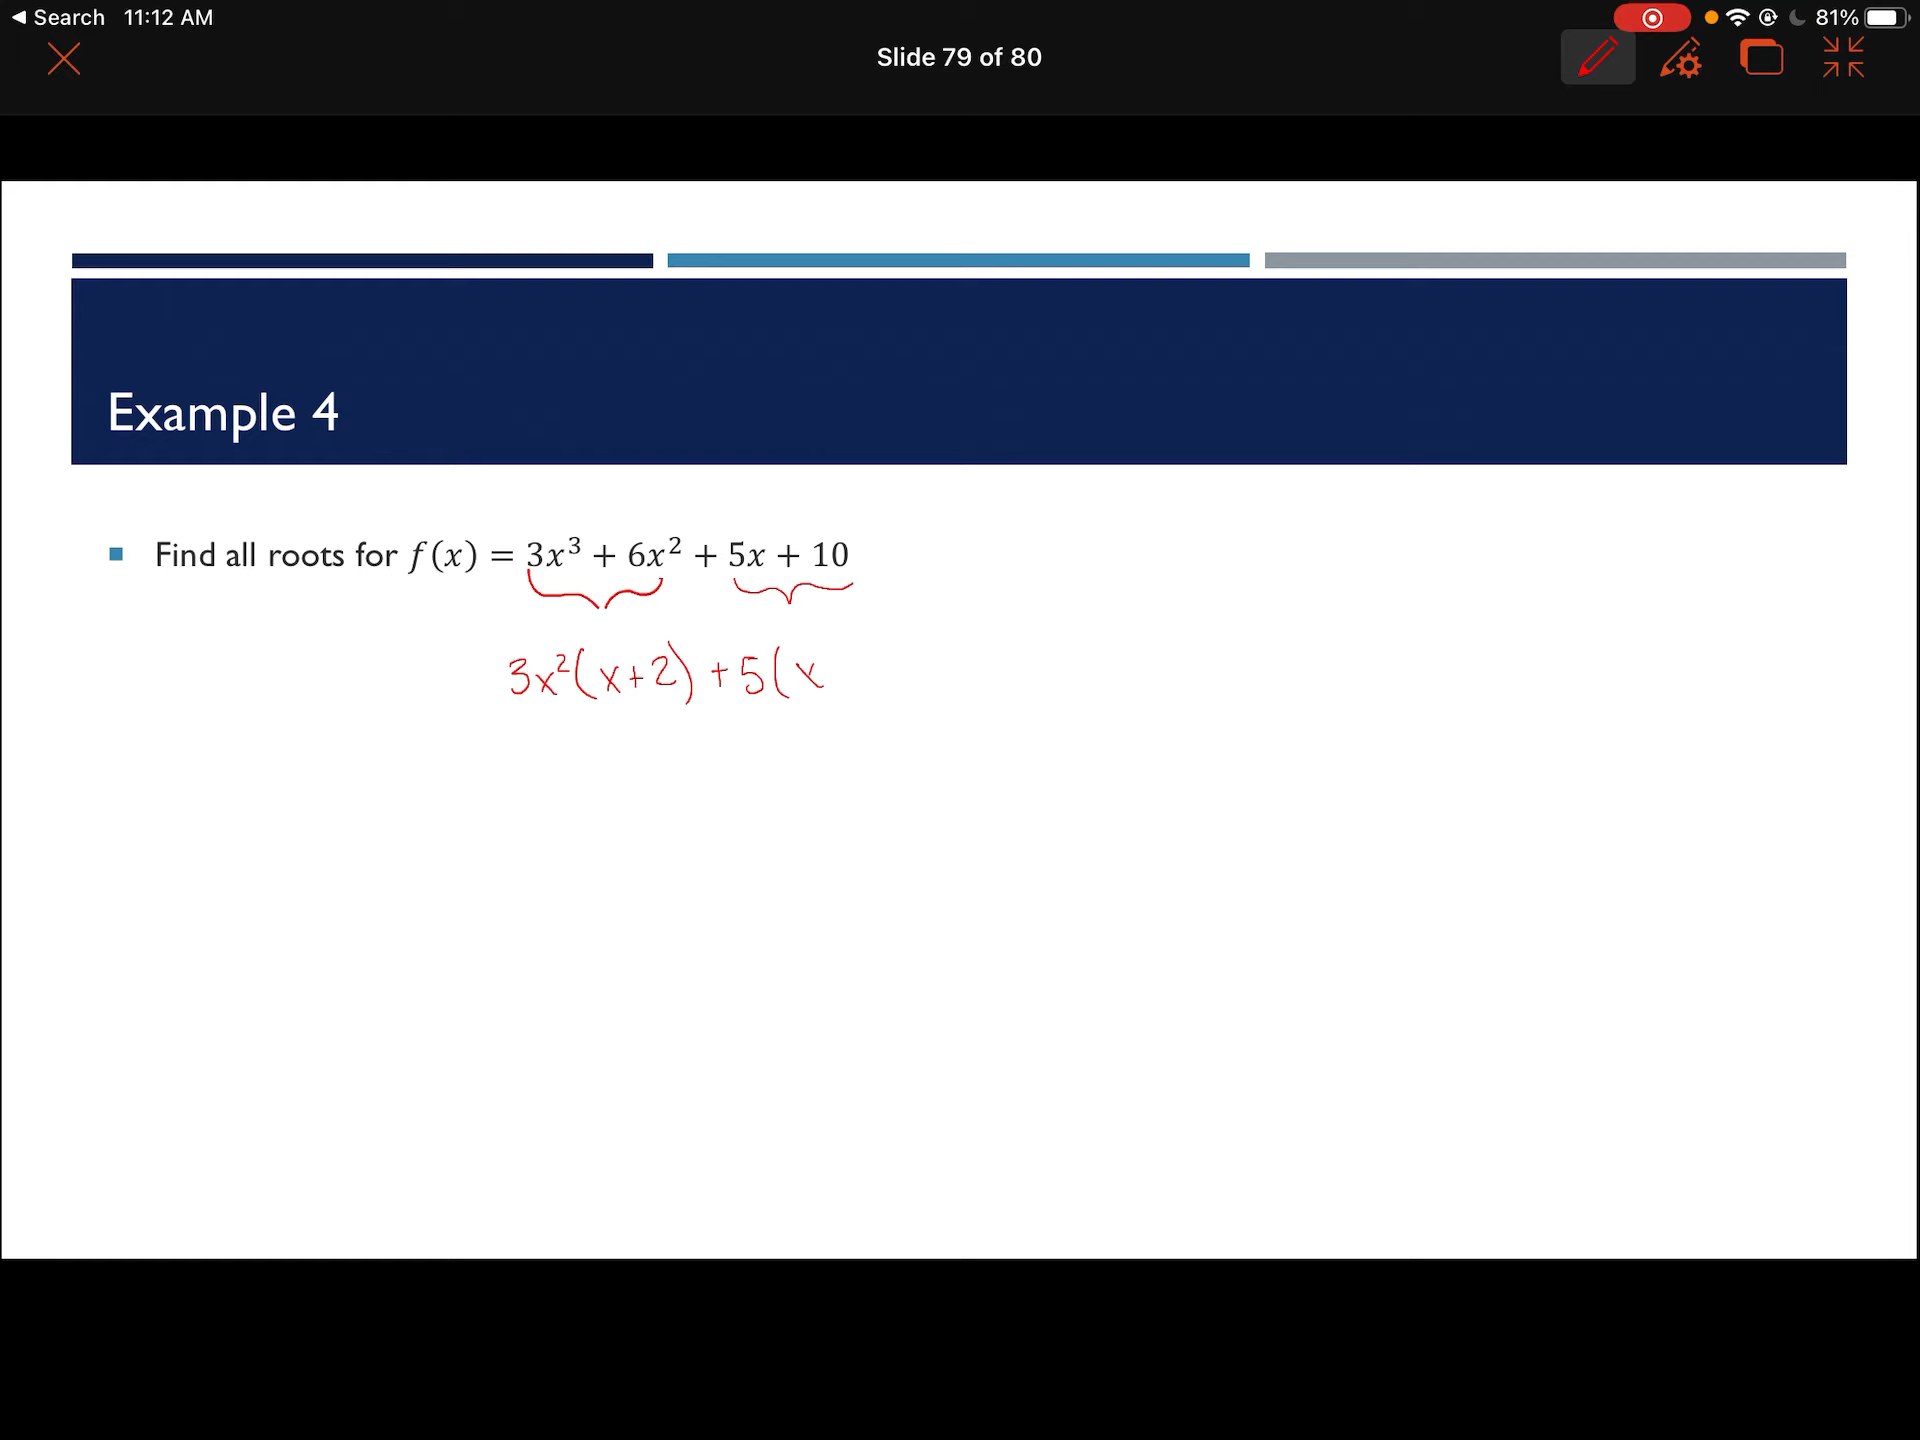 ◀ Search 11:12 AM 81%
Slide 79 of 80
Example 4
▪ Find all roots for f(x) = 3x³ + 6x² + 5x + 10
3x²(x+2) + 5(x